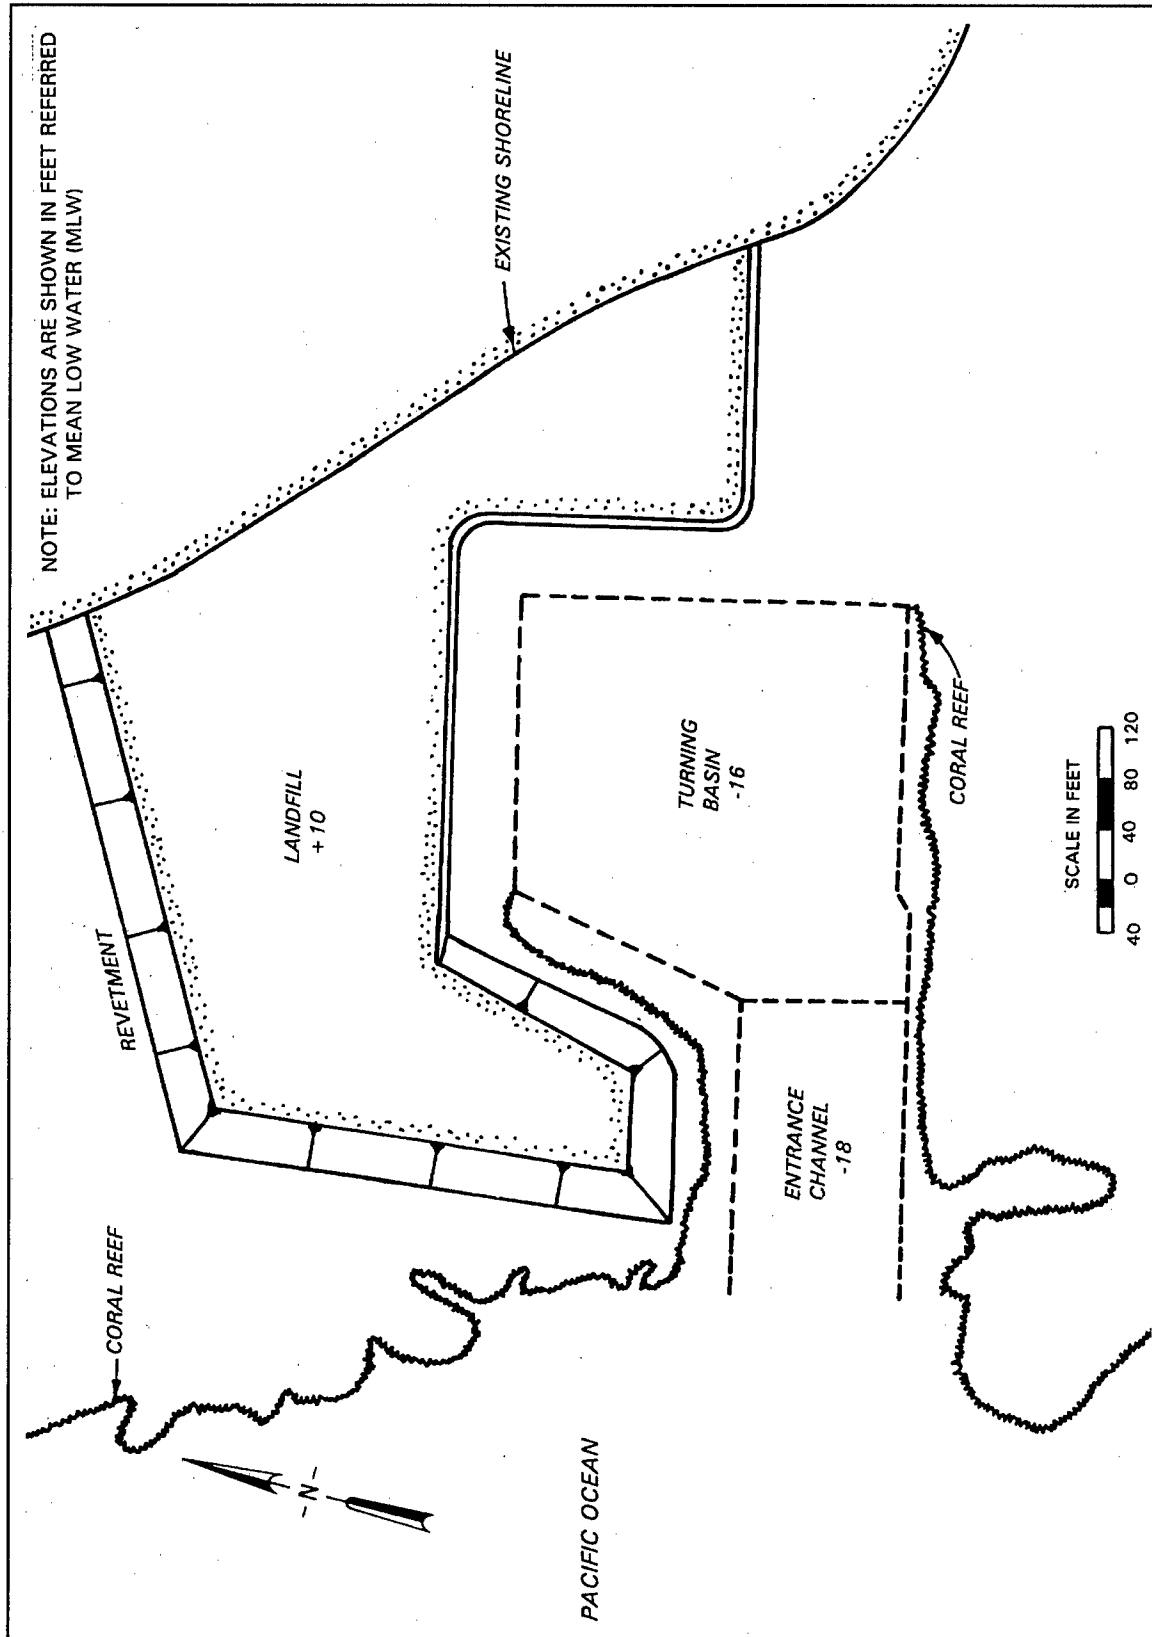 NOTE: ELEVATIONS ARE SHOWN IN FEET REFERRED
TO MEAN LOW WATER (MLW)
EXISTING SHORELINE
REVETMENT
LANDFILL
+10
CORAL REEF
-N-
PACIFIC OCEAN
TURNING
BASIN
-16
ENTRANCE
CHANNEL
-18
CORAL REEF
SCALE IN FEET
40 0 40 80 120